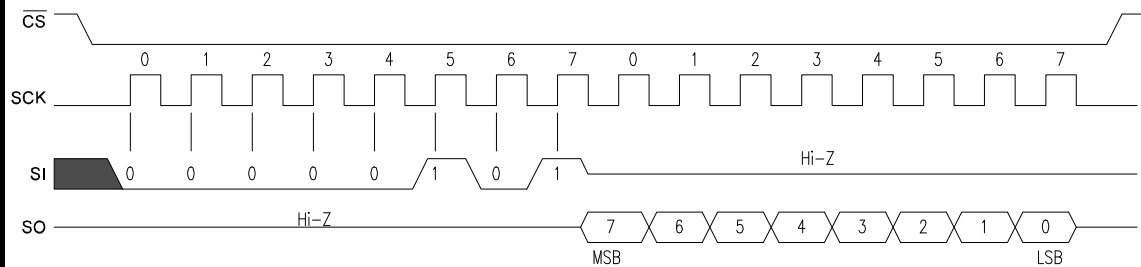 CS
0 1 2 3 4 5 6 7 0 1 2 3 4 5 6 7
SCK
SI 0 0 0 0 0 1 0 1 Hi-Z
SO Hi-Z 7 6 5 4 3 2 1 0
MSB LSB